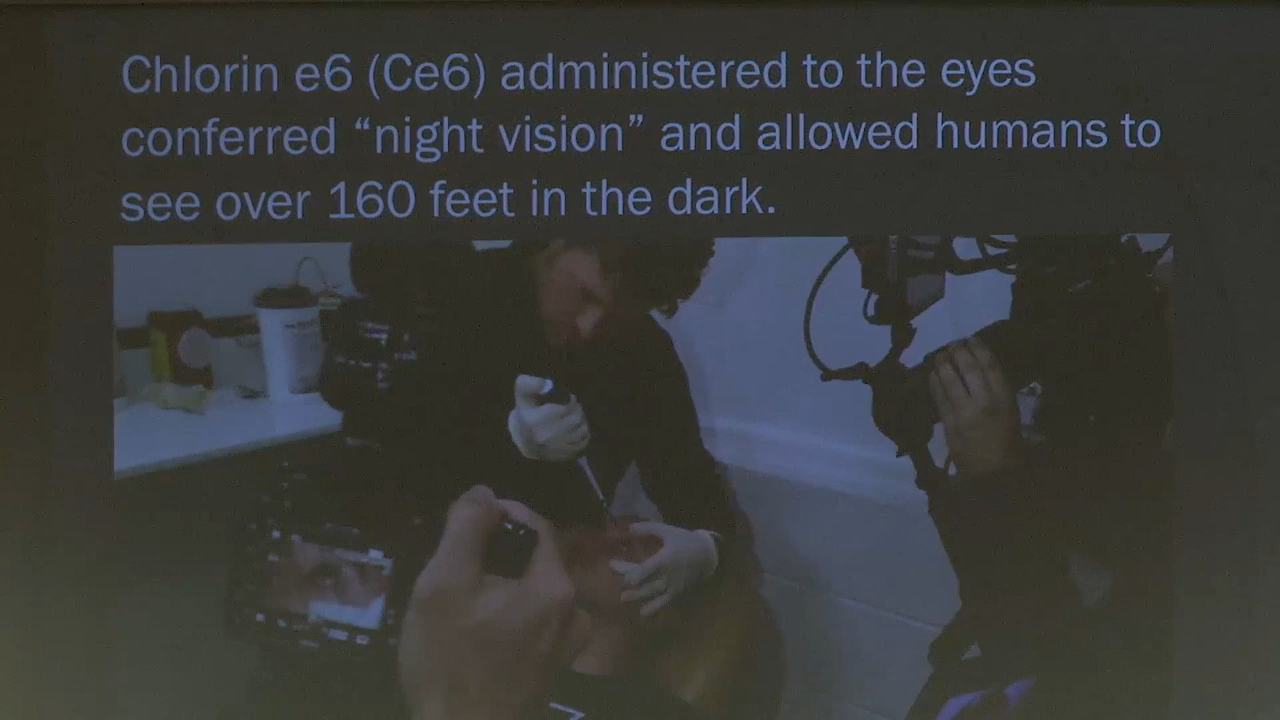 Chlorin e6 (Ce6) administered to the eyes
conferred “night vision” and allowed humans to
see over 160 feet in the dark.